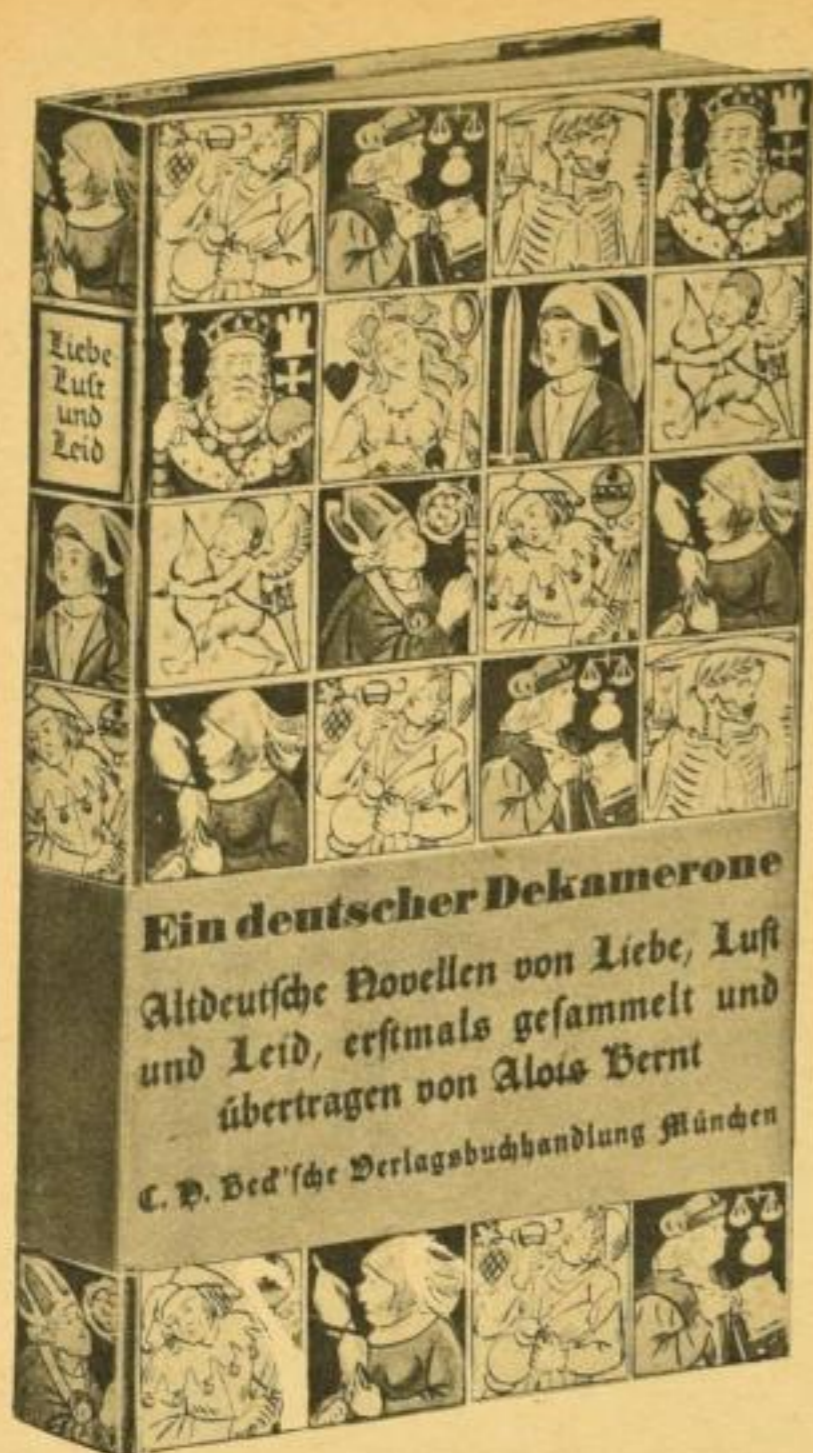 Liebe
Lust
und
Leid
Ein deutscher Dekamerone
Altdeutsche Novellen von Liebe, Lust
und Leid, erstmals gesammelt und
übertragen von Alois Bernt
C. H. Beck'sche Verlagsbuchhandlung München